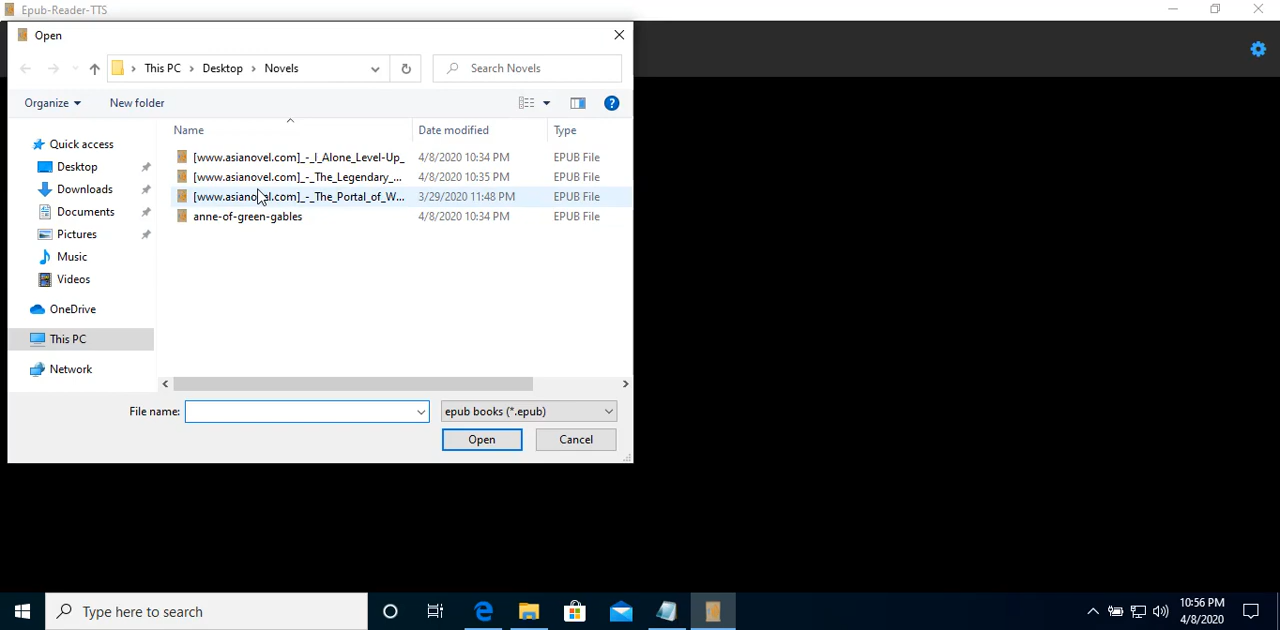 Epub-Reader-TTS
Open
This PC > Desktop > Novels
Search Novels
Organize
New folder
Name
Date modified
Type
Quick access
Desktop
Downloads
Documents
Pictures
Music
Videos
OneDrive
This PC
Network
[www.asianovel.com]_-_I_Alone_Level-Up_ 4/8/2020 10:34 PM EPUB File
[www.asianovel.com]_-_The_Legendary_... 4/8/2020 10:35 PM EPUB File
[www.asianovel.com]_-_The_Portal_of_W... 3/29/2020 11:48 PM EPUB File
anne-of-green-gables 4/8/2020 10:34 PM EPUB File
File name:
epub books (*.epub)
Open
Cancel
Type here to search
10:56 PM
4/8/2020